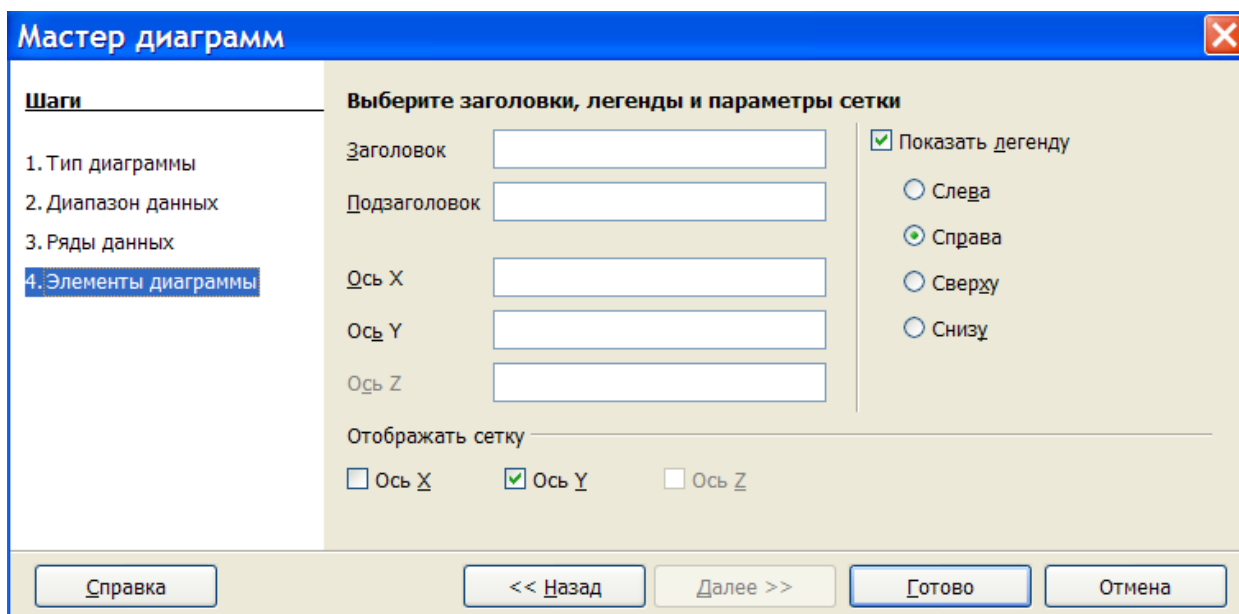 Мастер диаграмм
Шаги
1. Тип диаграммы
2. Диапазон данных
3. Ряды данных
4. Элементы диаграммы
Выберите заголовки, легенды и параметры сетки
Заголовок
Подзаголовок
Ось X
Ось Y
Ось Z
Показать легенду
Слева
Справа
Сверху
Снизу
Отображать сетку
Ось X Ось Y Ось Z
Справка << Назад Далее >> Готово Отмена